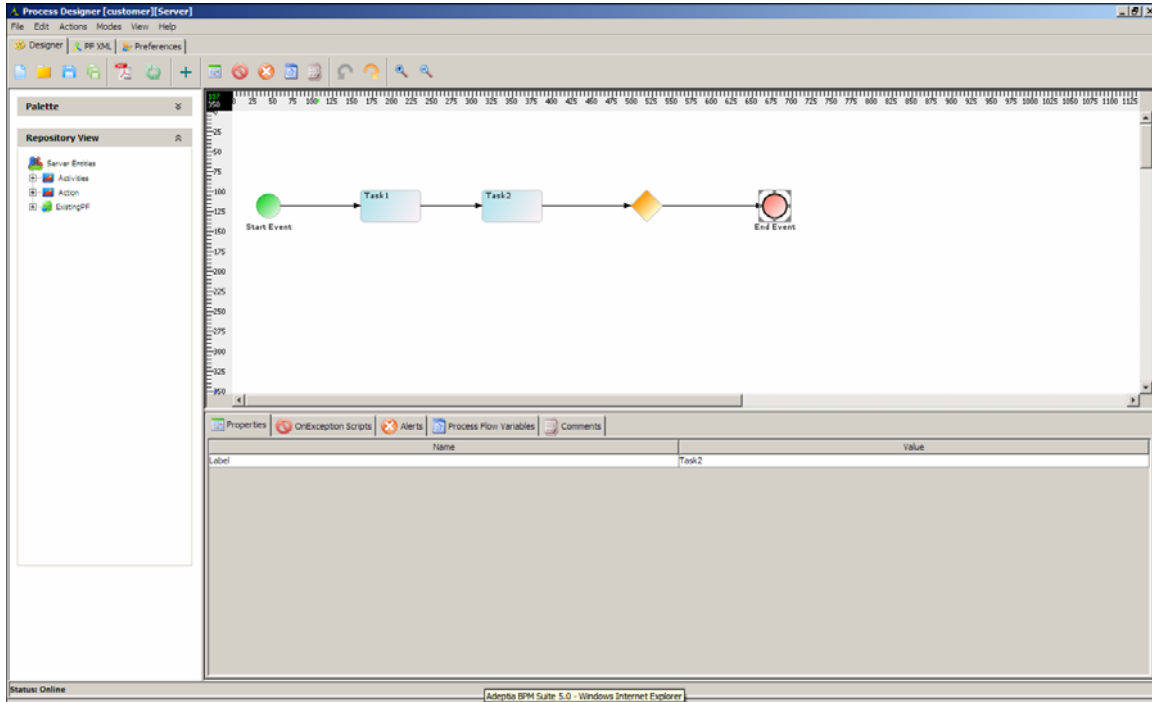 Process Designer [customer][Server]
File Edit Actions Modes View Help
Designer PF XML Preferences
Palette
Repository View
Server Entities
Activities
Action
ExistingPF
350 0 25 50 75 100 125 150 175 200 225 250 275 300 325 350 375 400 425 450 475 500 525 550 575 600 625 650 675 700 725 750 775 800 825 850 875 900 925 950 975 1000 1025 1050 1075 1100 1125
0
25
50
75
100
125
150
175
200
225
250
275
300
325
350
Task1
Task2
Start Event
End Event
Properties OnException Scripts Alerts Process Flow Variables Comments
Name Value
Label Task2
Status: Online
Adeptia BPM Suite 5.0 - Windows Internet Explorer